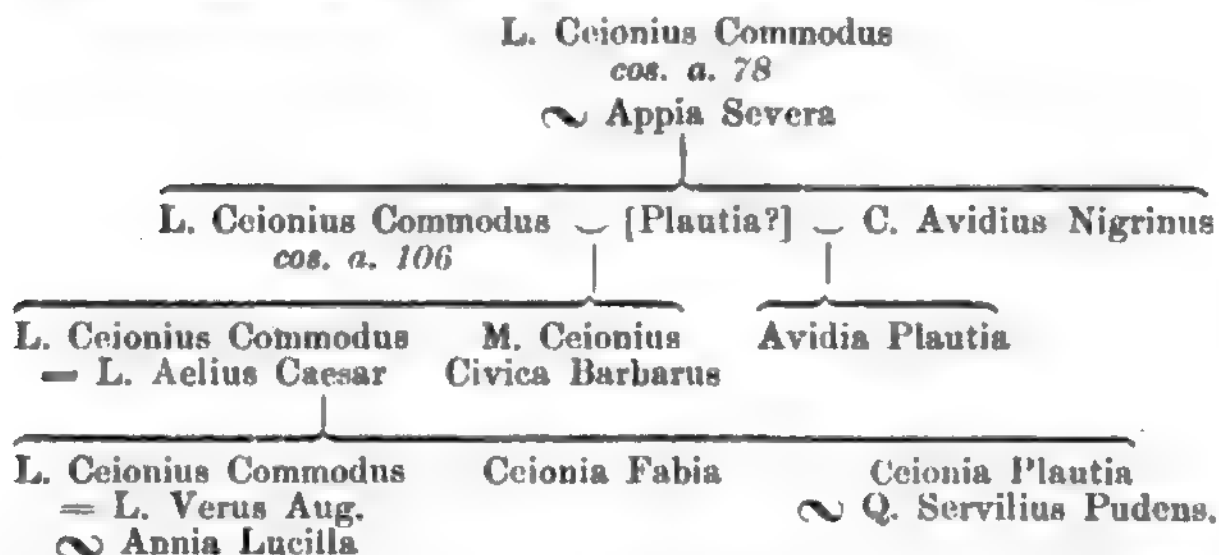 L. Ceionius Commodus
cos. a. 78
∾ Appia Severa
L. Ceionius Commodus ⌣ [Plautia?] ⌣ C. Avidius Nigrinus
cos. a. 106
L. Ceionius Commodus M. Ceionius Avidia Plautia
— L. Aelius Caesar Civica Barbarus
L. Ceionius Commodus Ceionia Fabia Ceionia Plautia
= L. Verus Aug. ∾ Q. Servilius Pudens.
∾ Annia Lucilla